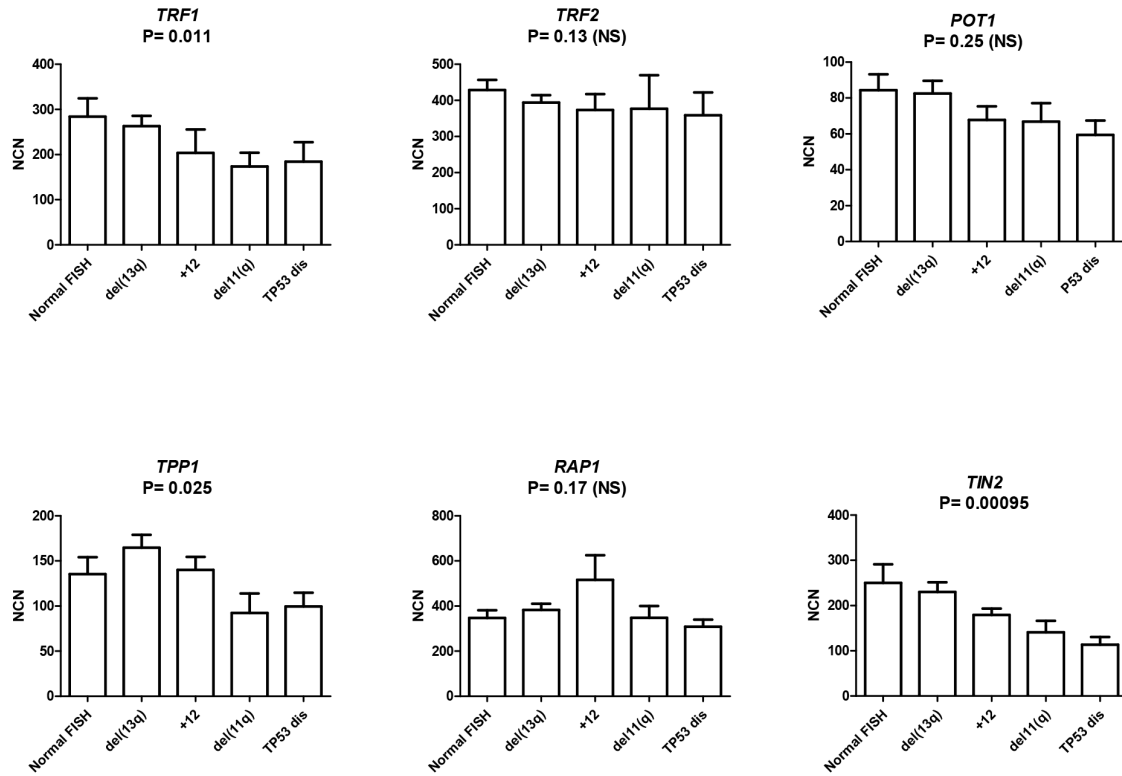 TRF1
P= 0.011
400
300
200
100
0
NCN
Normal FISH
del(13q)
+12
del11(q)
TP53 dis
TRF2
P= 0.13 (NS)
500
400
300
200
100
0
NCN
Normal FISH
del(13q)
+12
del11(q)
TP53 dis
POT1
P= 0.25 (NS)
100
80
60
40
20
0
NCN
Normal FISH
del(13q)
+12
del11(q)
P53 dis
TPP1
P= 0.025
200
150
100
50
0
NCN
Normal FISH
del(13q)
+12
del(11q)
TP53 dis
RAP1
P= 0.17 (NS)
800
600
400
200
0
NCN
Normal FISH
del(13q)
+12
del11(q)
TP53 dis
TIN2
P= 0.00095
400
300
200
100
0
NCN
Normal FISH
del(13q)
+12
del11(q)
TP53 dis